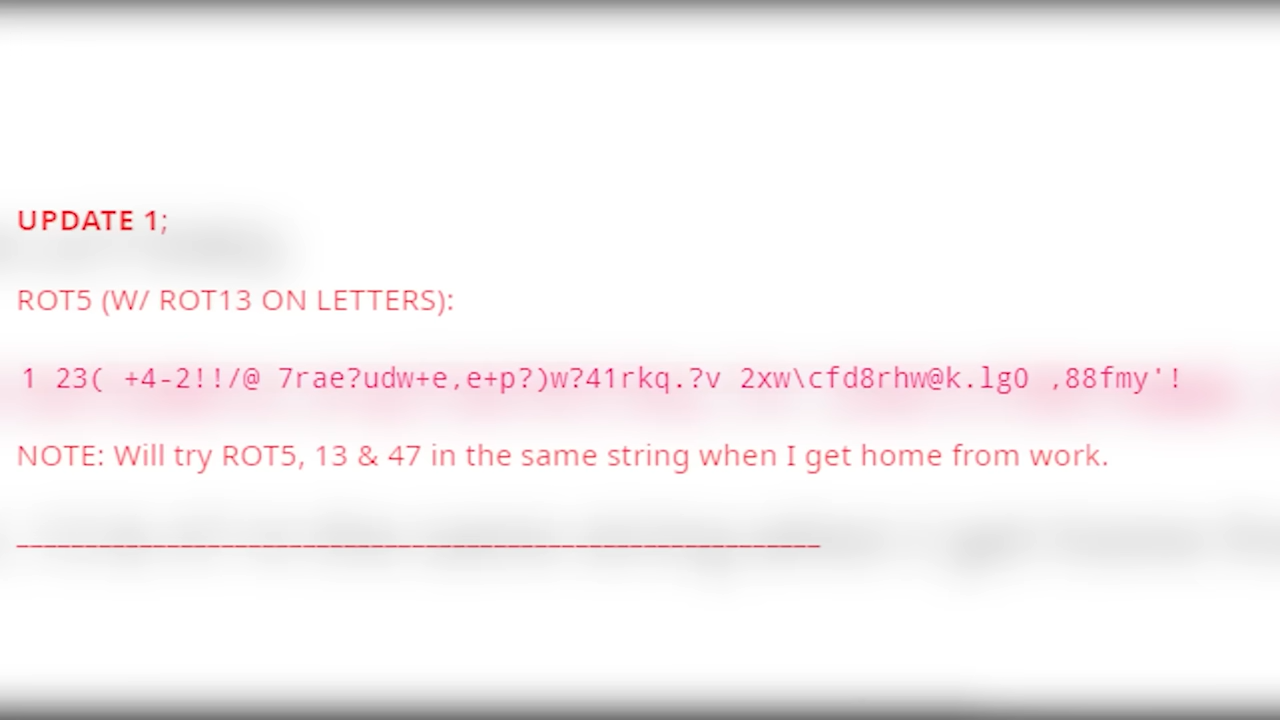 UPDATE 1;
ROT5 (W/ ROT13 ON LETTERS):
1 23( +4-2!!/@ 7rae?udw+e,e+p?)w?41rkq.?v 2xw\cfd8rhw@k.lg0 ,88fmy'!
NOTE: Will try ROT5, 13 & 47 in the same string when I get home from work.